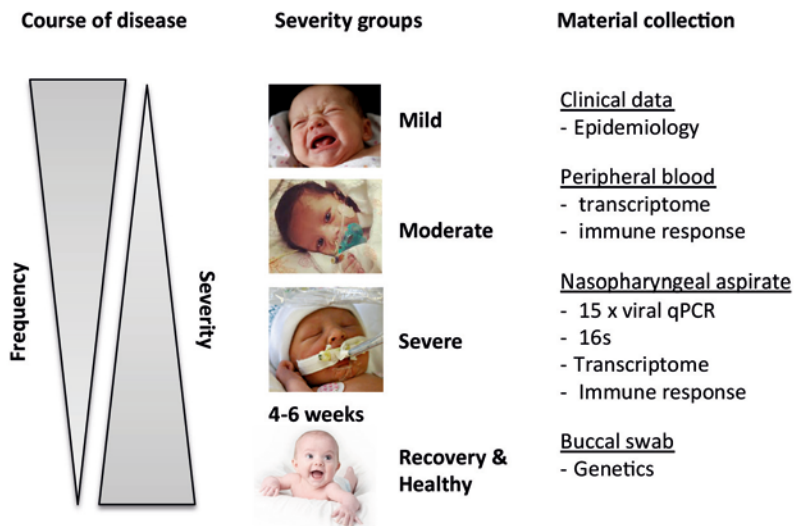 Course of disease
Severity groups
Material collection
Frequency
Severity
Mild
Moderate
Severe
4-6 weeks
Recovery &
Healthy
Clinical data
- Epidemiology
Peripheral blood
- transcriptome
- immune response
Nasopharyngeal aspirate
- 15 x viral qPCR
- 16s
- Transcriptome
- Immune response
Buccal swab
- Genetics